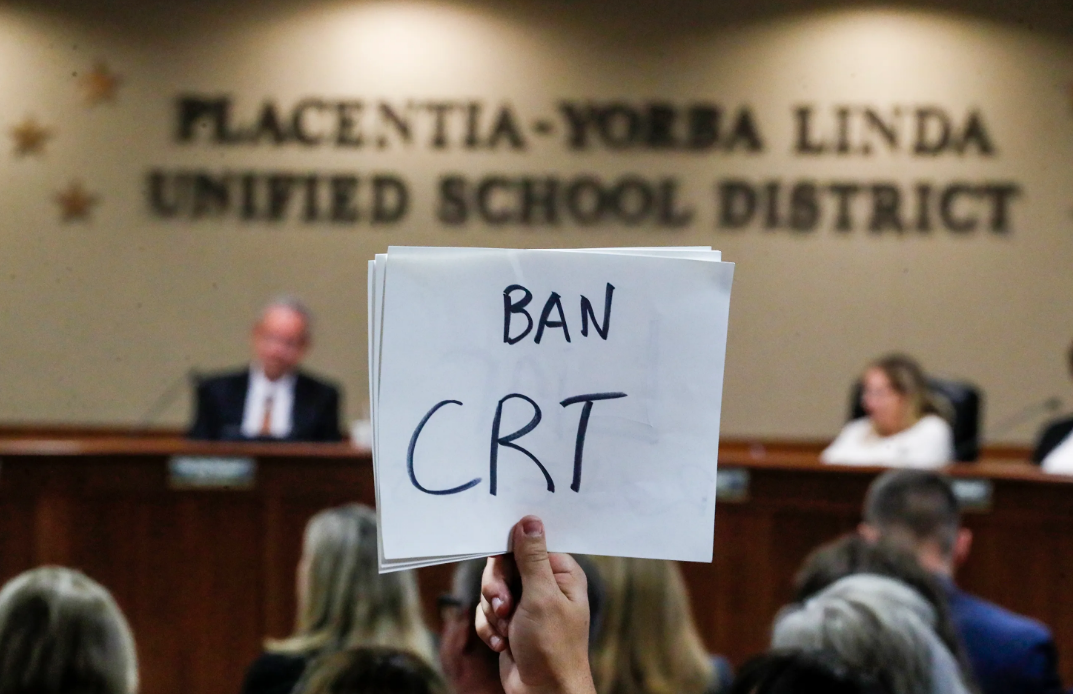 PLACENTIA-YORBA LINDA
UNIFIED SCHOOL DISTRICT
BAN
CRT